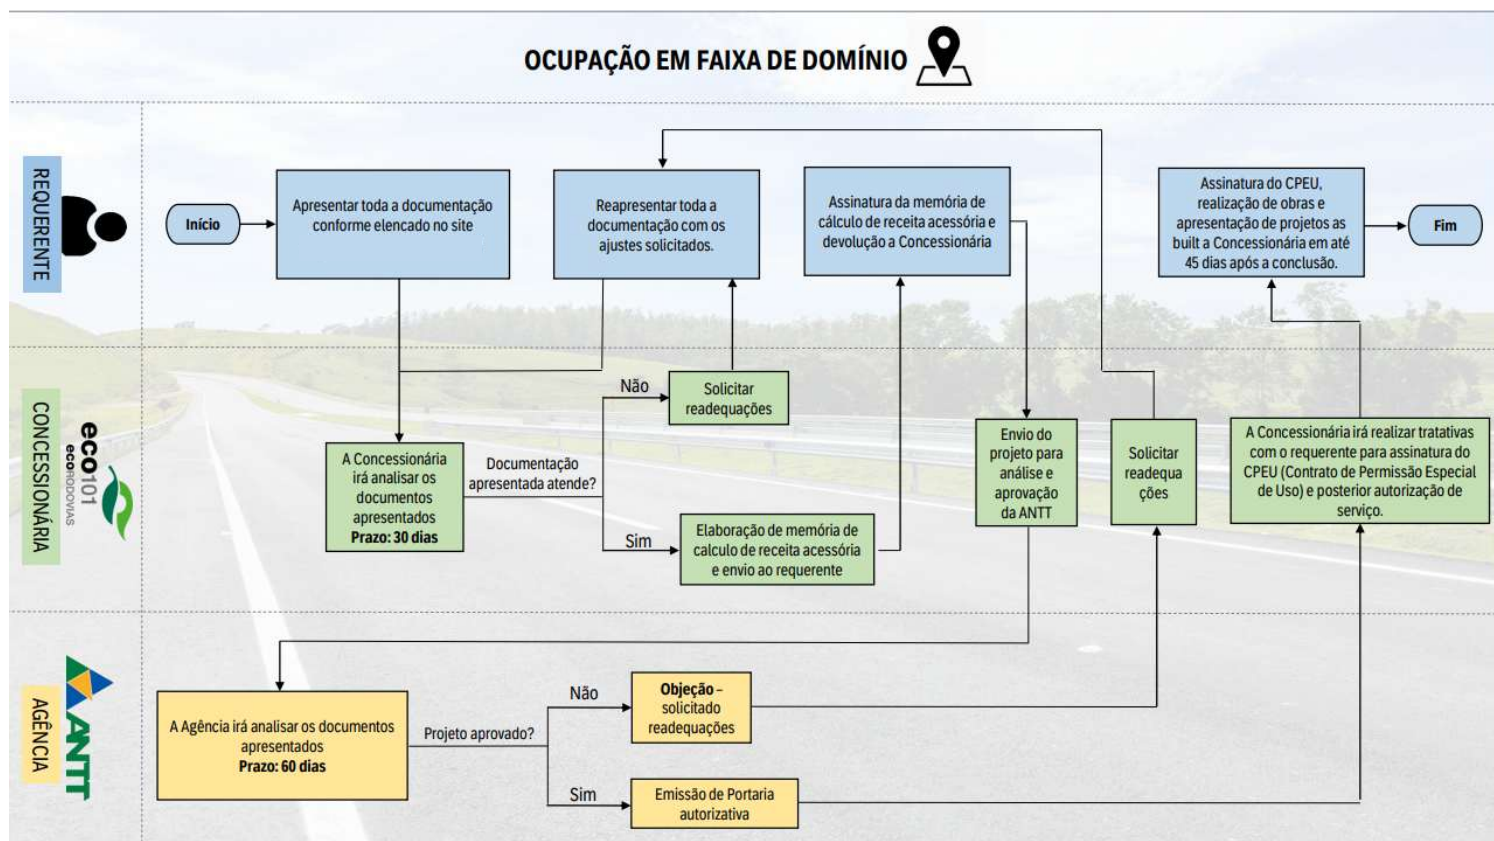 OCUPAÇÃO EM FAIXA DE DOMÍNIO
REQUERENTE
Início
Apresentar toda a documentação
conforme elencado no site
Reapresentar toda a
documentação com os
ajustes solicitados.
Assinatura da memória de
cálculo de receita acessória e
devolução a Concessionária
Assinatura do CPEU,
realização de obras e
apresentação de projetos as
built a Concessionária em até
45 dias após a conclusão.
Fim
CONCESSIONÁRIA
eco101
ecoRODOVIAS
A Concessionária
irá analisar os
documentos
apresentados
Prazo: 30 dias
Documentação
apresentada atende?
Não
Solicitar
readequações
Sim
Elaboração de memória de
calculo de receita acessória
e envio ao requerente
Envio do
projeto para
análise e
aprovação
da ANTT
Solicitar
readequa
ções
A Concessionária irá realizar tratativas
com o requerente para assinatura do
CPEU (Contrato de Permissão Especial
de Uso) e posterior autorização de
serviço.
AGÊNCIA
ANTT
A Agência irá analisar os documentos
apresentados
Prazo: 60 dias
Projeto aprovado?
Não
Objeção –
solicitado
readequações
Sim
Emissão de Portaria
autorizativa